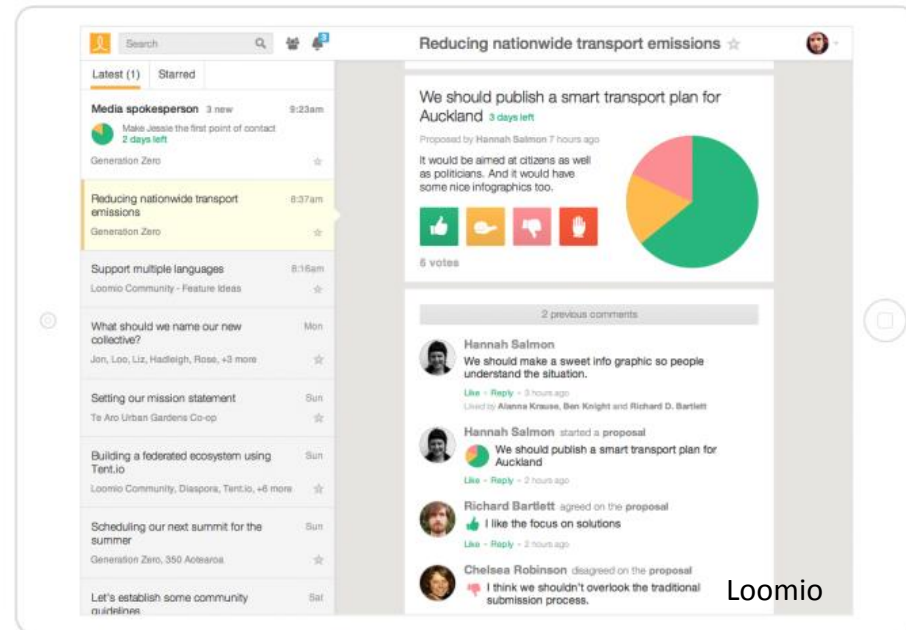 Search
3
Reducing nationwide transport emissions
Latest (1) Starred
Media spokesperson 3 new 9:23am
Make Jessie the first point of contact
2 days left
Generation Zero
Reducing nationwide transport 8:37am
emissions
Generation Zero
Support multiple languages 8:16am
Loomio Community - Feature Ideas
What should we name our new Mon
collective?
Jon, Loo, Liz, Hadleigh, Rose, +3 more
Setting our mission statement Sun
Te Aro Urban Gardens Co-op
Building a federated ecosystem using Sun
Tent.io
Loomio Community, Diaspora, Tent.io, +6 more
Scheduling our next summit for the Sun
summer
Generation Zero, 350 Aotearoa
Let's establish some community Sat
guidelines
We should publish a smart transport plan for
Auckland 3 days left
Proposed by Hannah Salmon 7 hours ago
It would be aimed at citizens as well
as politicians. And it would have
some nice infographics too.
6 votes
2 previous comments
Hannah Salmon
We should make a sweet info graphic so people
understand the situation.
Like • Reply • 3 hours ago
Liked by Alanna Krause, Ben Knight and Richard D. Bartlett
Hannah Salmon started a proposal
We should publish a smart transport plan for
Auckland
Like • Reply • 2 hours ago
Richard Bartlett agreed on the proposal
I like the focus on solutions
Like • Reply • 2 hours ago
Chelsea Robinson disagreed on the proposal
I think we shouldn't overlook the traditional
submission process.
Loomio